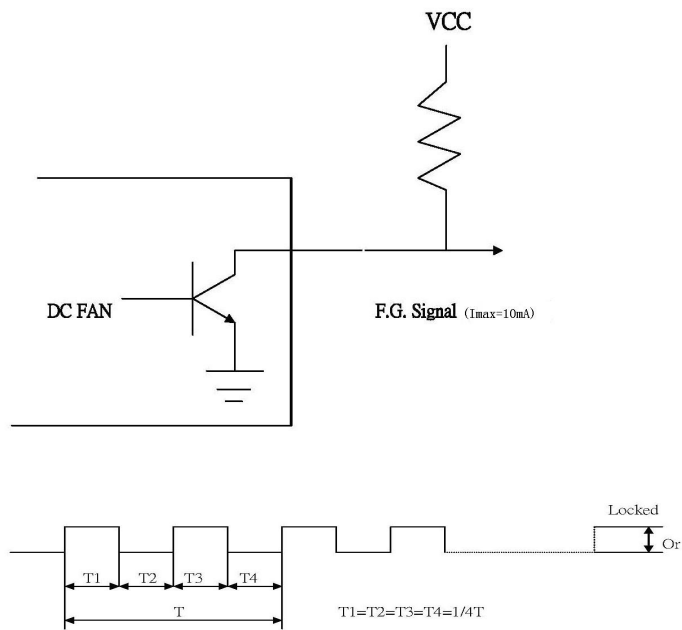 VCC
DC FAN
F.G. Signal (Imax=10mA)
Locked
Or
T1 T2 T3 T4
T
T1=T2=T3=T4=1/4T